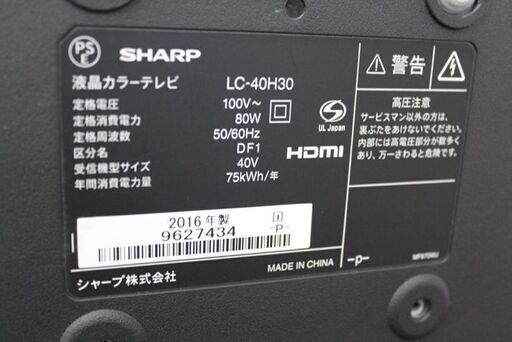 PS
E
SHARP
液晶カラーテレビ LC-40H30
定格電圧 100V~
定格消費電力 80W
定格周波数 50/60Hz
区分名 DF1
受信機型サイズ 40V
年間消費電力量 75kWh/年
UL Japan
HDMI
2016年製
9627434
-P-
シャープ株式会社
MADE IN CHINA
警告
高圧注意
サービスマン以外の方は、
裏ぶたをあけないでください。
内部には高電圧部分が数多く
あり、万一さわると危険です。
-P-